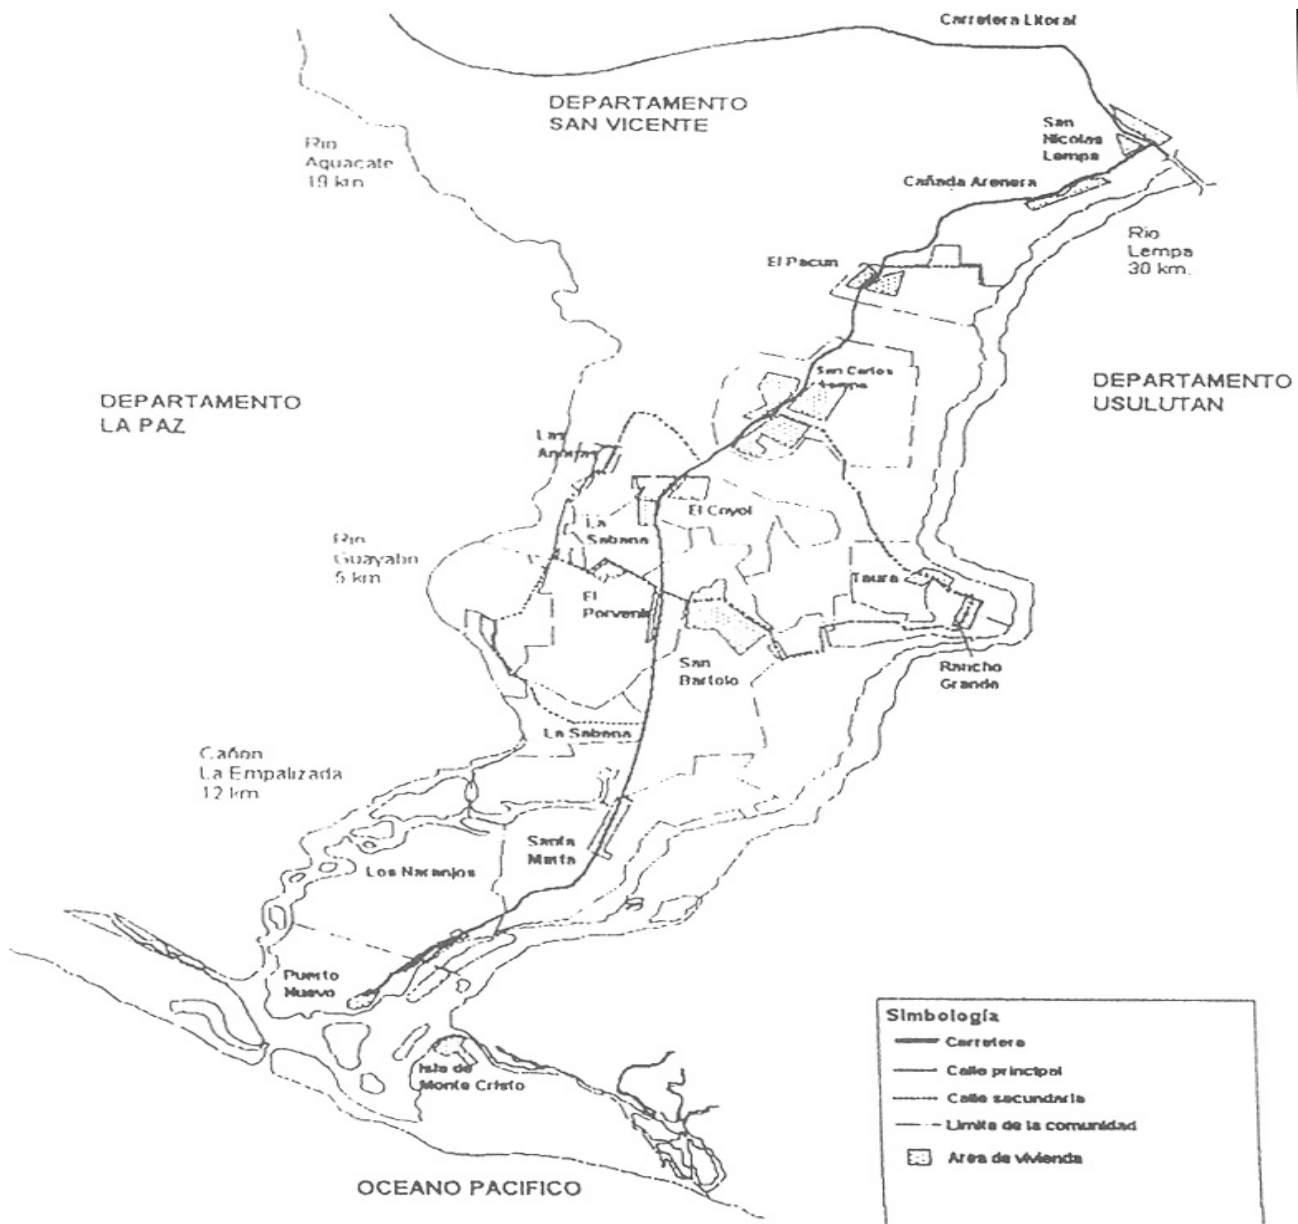 Carretera Litoral
DEPARTAMENTO
SAN VICENTE
San
Nicolas
Lempa
Rio
Aguacate
19 km
Cañada Arenera
Rio
Lempa
30 km.
El Pacun
San Carlos
DEPARTAMENTO
USULUTAN
DEPARTAMENTO
LA PAZ
Las
El Coyol
La
Sabana
Rio
5 km
Taura
El
Porvenir
San
Bartolo
Rancho
Grande
La Sabana
Cañon
La Empalizada
12 km
Santa
Marta
Los Naranjos
Puerto
Nuevo
Isla de
Monte Cristo
OCEANO PACIFICO
Simbología
Carretera
Calle principal
Calle secundaria
Limite de la comunidad
Area de vivienda